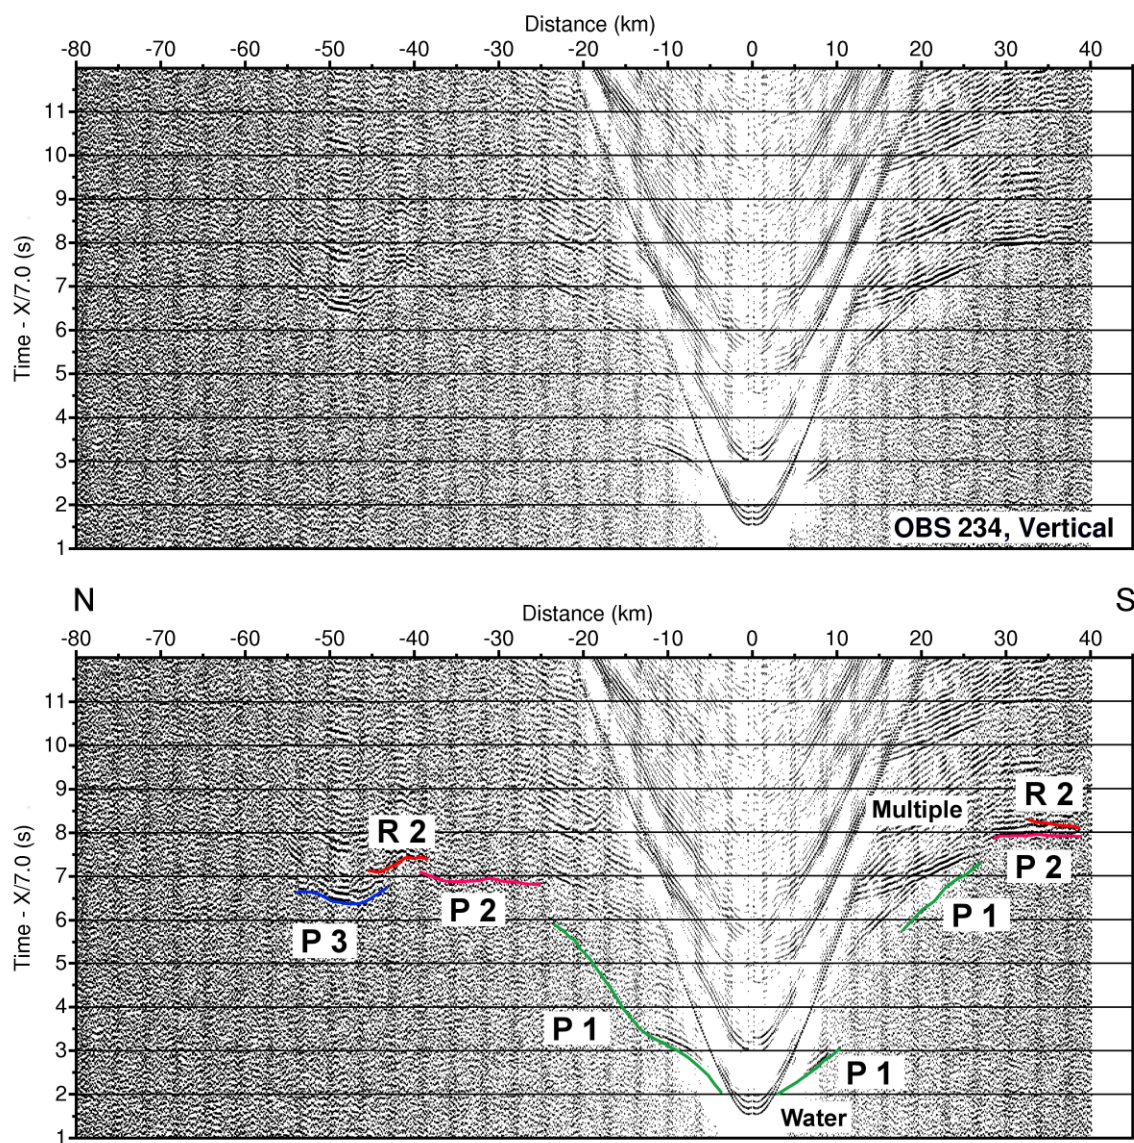 Distance (km)
-80 -70 -60 -50 -40 -30 -20 -10 0 10 20 30 40
11
10
9
8
7
6
5
4
3
2
1
Time - X/7.0 (s)
OBS 234, Vertical
N S
Distance (km)
-80 -70 -60 -50 -40 -30 -20 -10 0 10 20 30 40
11
10
9
8
7
6
5
4
3
2
1
Time - X/7.0 (s)
R 2
Multiple
R 2
P 2
P 2
P 1
P 3
P 1
P 1
Water